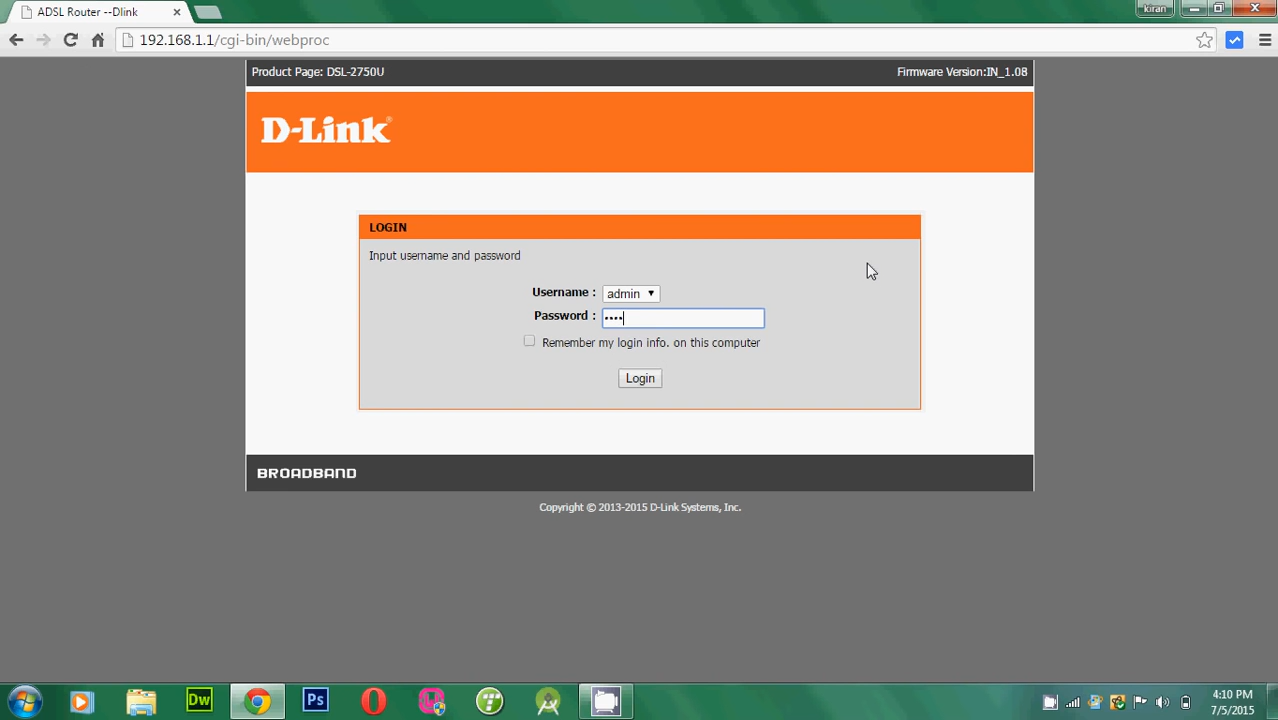 ADSL Router --Dlink
kiran
192.168.1.1/cgi-bin/webproc
Product Page: DSL-2750U Firmware Version:IN_1.08
D-Link®
LOGIN
Input username and password
Username : admin
Password : ••••
Remember my login info. on this computer
Login
BROADBAND
Copyright © 2013-2015 D-Link Systems, Inc.
Dw
Ps
4:10 PM
7/5/2015